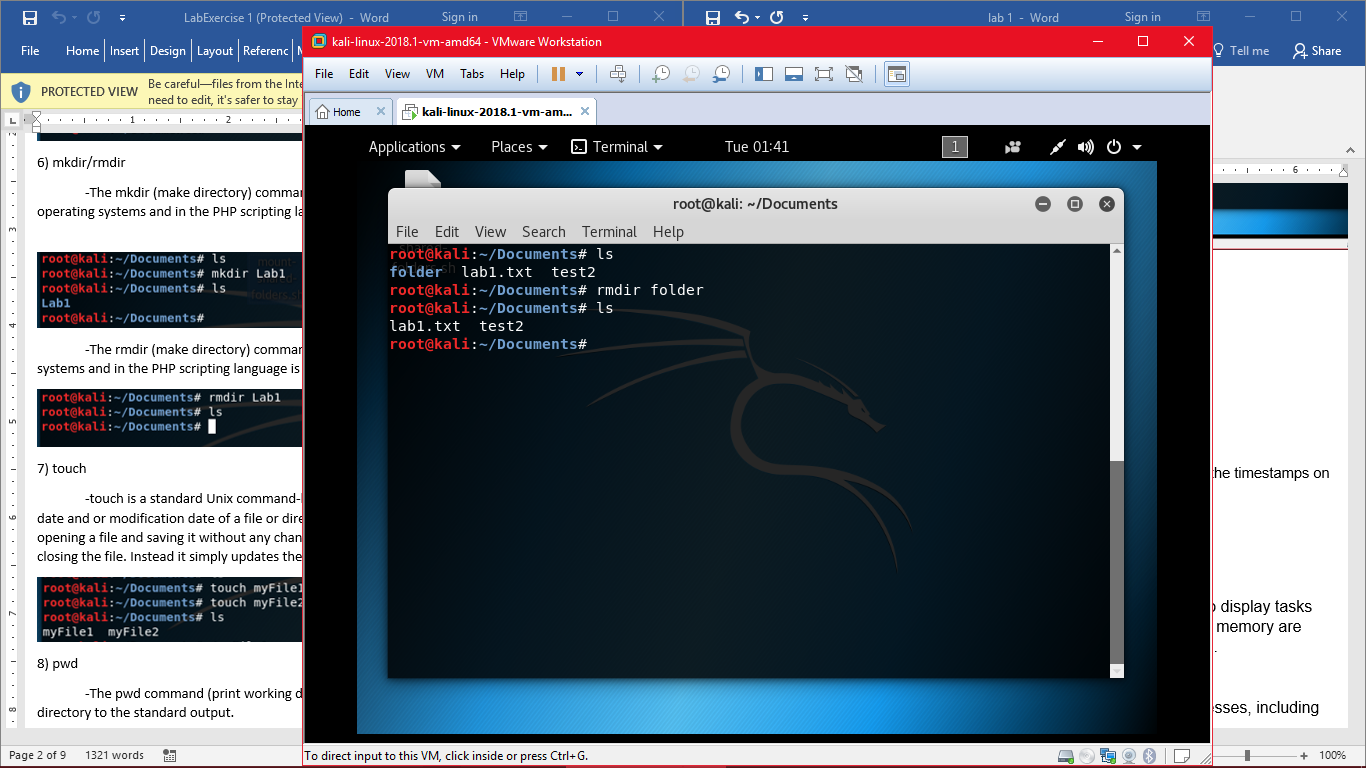 LabExercise 1 (Protected View) - Word
Sign in
lab 1 - Word
Sign in
File Home Insert Design Layout Referenc
Tell me
Share
PROTECTED VIEW
Be careful—files from the Inte
need to edit, it's safer to stay
1 2
6) mkdir/rmdir
-The mkdir (make directory) comman
operating systems and in the PHP scripting la
root@kali:~/Documents# ls
root@kali:~/Documents# mkdir Lab1
root@kali:~/Documents# ls
Lab1
root@kali:~/Documents#
-The rmdir (make directory) comman
systems and in the PHP scripting language is
root@kali:~/Documents# rmdir Lab1
root@kali:~/Documents# ls
root@kali:~/Documents#
7) touch
-touch is a standard Unix command-l
date and or modification date of a file or dire
opening a file and saving it without any chan
closing the file. Instead it simply updates the
root@kali:~/Documents# touch myFile1
root@kali:~/Documents# touch myFile2
root@kali:~/Documents# ls
myFile1 myFile2
8) pwd
-The pwd command (print working d
directory to the standard output.
Page 2 of 9 1321 words
kali-linux-2018.1-vm-amd64 - VMware Workstation
File Edit View VM Tabs Help
Home
kali-linux-2018.1-vm-am...
Applications Places Terminal Tue 01:41 1
root@kali: ~/Documents
File Edit View Search Terminal Help
root@kali:~/Documents# ls
folder lab1.txt test2
root@kali:~/Documents# rmdir folder
root@kali:~/Documents# ls
lab1.txt test2
root@kali:~/Documents#
To direct input to this VM, click inside or press Ctrl+G.
6
the timestamps on
o display tasks
memory are
esses, including
100%